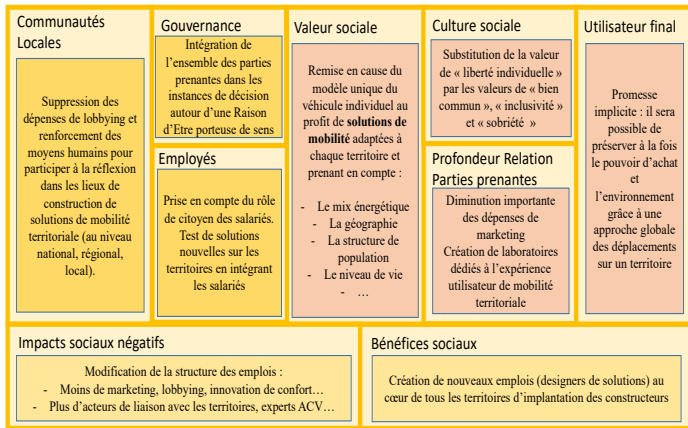 Communautés
Locales
Suppression des
dépenses de lobbying et
renforcement des
moyens humains pour
participer à la réflexion
dans les lieux de
construction de
solutions de mobilité
territoriale (au niveau
national, régional,
local).
Gouvernance
Intégration de
l'ensemble des parties
prenantes dans les
instances de décision
autour d'une Raison
d'Etre porteuse de sens
Employés
Prise en compte du rôle
de citoyen des salariés.
Test de solutions
nouvelles sur les
territoires en intégrant
les salariés
Valeur sociale
Remise en cause du
modèle unique du
véhicule individuel au
profit de solutions de
mobilité adaptées à
chaque territoire et
prenant en compte :
- Le mix énergétique
- La géographie
- La structure de
population
- Le niveau de vie
- …
Culture sociale
Substitution de la valeur
de « liberté individuelle »
par les valeurs de « bien
commun », « inclusivité »
et « sobriété »
Profondeur Relation
Parties prenantes
Diminution importante
des dépenses de
marketing
Création de laboratoires
dédiés à l'expérience
utilisateur de mobilité
territoriale
Utilisateur final
Promesse
implicite : il sera
possible de
préserver à la fois
le pouvoir d'achat
et
l'environnement
grâce à une
approche globale
des déplacements
sur un territoire
Impacts sociaux négatifs
Modification de la structure des emplois :
- Moins de marketing, lobbying, innovation de confort…
- Plus d'acteurs de liaison avec les territoires, experts ACV…
Bénéfices sociaux
Création de nouveaux emplois (designers de solutions) au
cœur de tous les territoires d'implantation des constructeurs